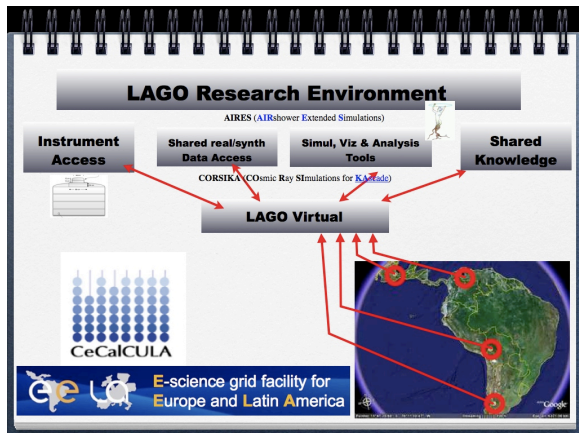 LAGO Research Environment
AIRES (AIRshower Extended Simulations)
Instrument
Access
Shared real/synth
Data Access
Simul, Viz & Analysis
Tools
Shared
Knowledge
CORSIKA (COsmic Ray SImulations for KAscade)
LAGO Virtual
CeCalCULA
E-science grid facility for
Europe and Latin America
Google